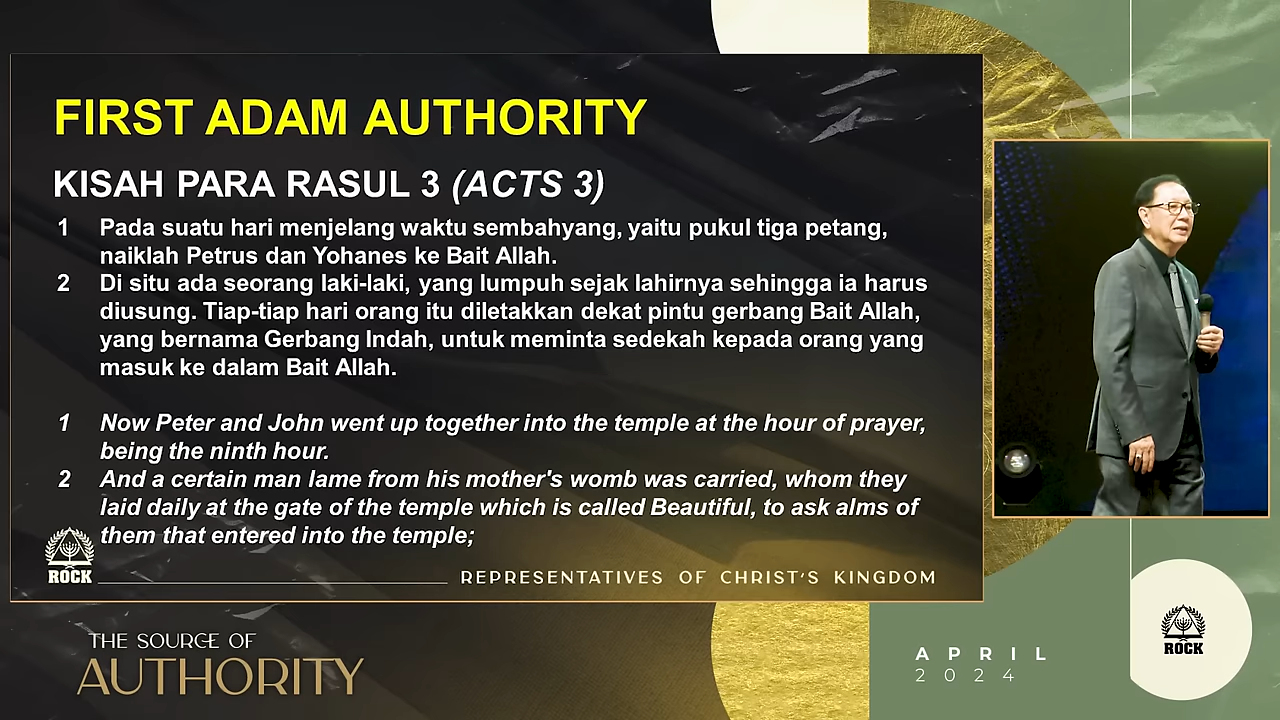 FIRST ADAM AUTHORITY
KISAH PARA RASUL 3 (ACTS 3)
1 Pada suatu hari menjelang waktu sembahyang, yaitu pukul tiga petang,
naiklah Petrus dan Yohanes ke Bait Allah.
2 Di situ ada seorang laki-laki, yang lumpuh sejak lahirnya sehingga ia harus
diusung. Tiap-tiap hari orang itu diletakkan dekat pintu gerbang Bait Allah,
yang bernama Gerbang Indah, untuk meminta sedekah kepada orang yang
masuk ke dalam Bait Allah.
1 Now Peter and John went up together into the temple at the hour of prayer,
being the ninth hour.
2 And a certain man lame from his mother's womb was carried, whom they
laid daily at the gate of the temple which is called Beautiful, to ask alms of
them that entered into the temple;
ROCK
REPRESENTATIVES OF CHRIST'S KINGDOM
THE SOURCE OF
AUTHORITY
APRIL
2024
ROCK